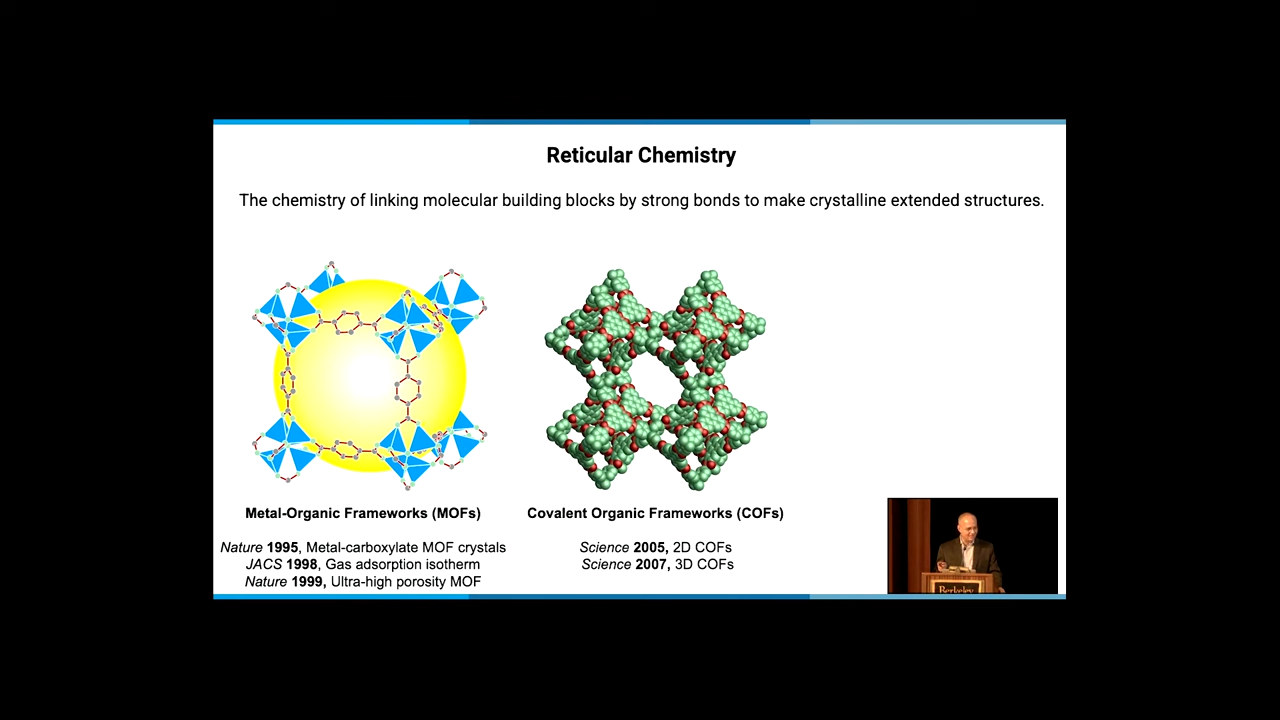 Reticular Chemistry
The chemistry of linking molecular building blocks by strong bonds to make crystalline extended structures.
Metal-Organic Frameworks (MOFs)
Nature 1995, Metal-carboxylate MOF crystals
JACS 1998, Gas adsorption isotherm
Nature 1999, Ultra-high porosity MOF
Covalent Organic Frameworks (COFs)
Science 2005, 2D COFs
Science 2007, 3D COFs
Berkeley